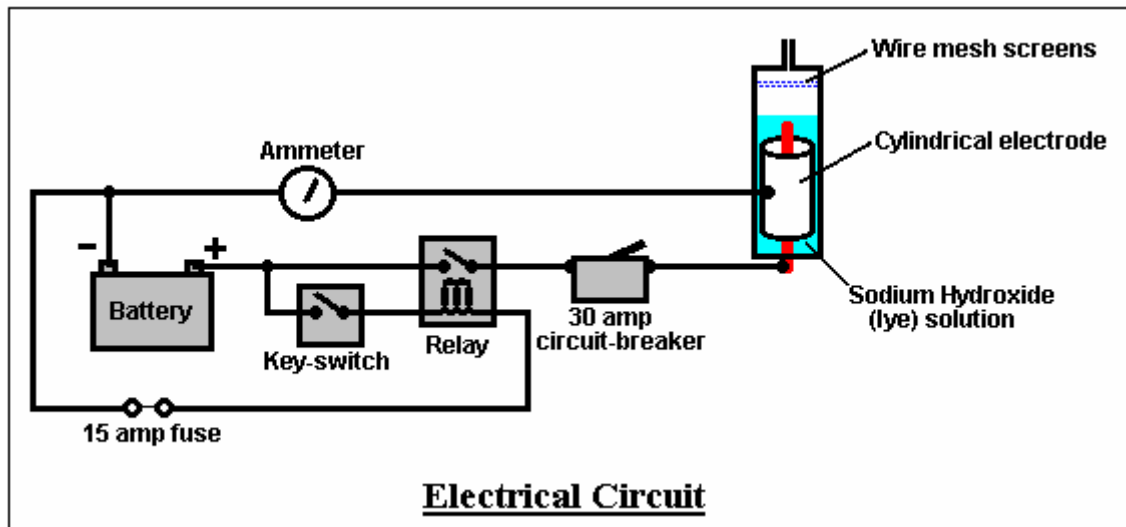 Wire mesh screens
Ammeter
Cylindrical electrode
− +
Battery
Key-switch
Relay
30 amp
circuit-breaker
Sodium Hydroxide
(lye) solution
15 amp fuse
Electrical Circuit